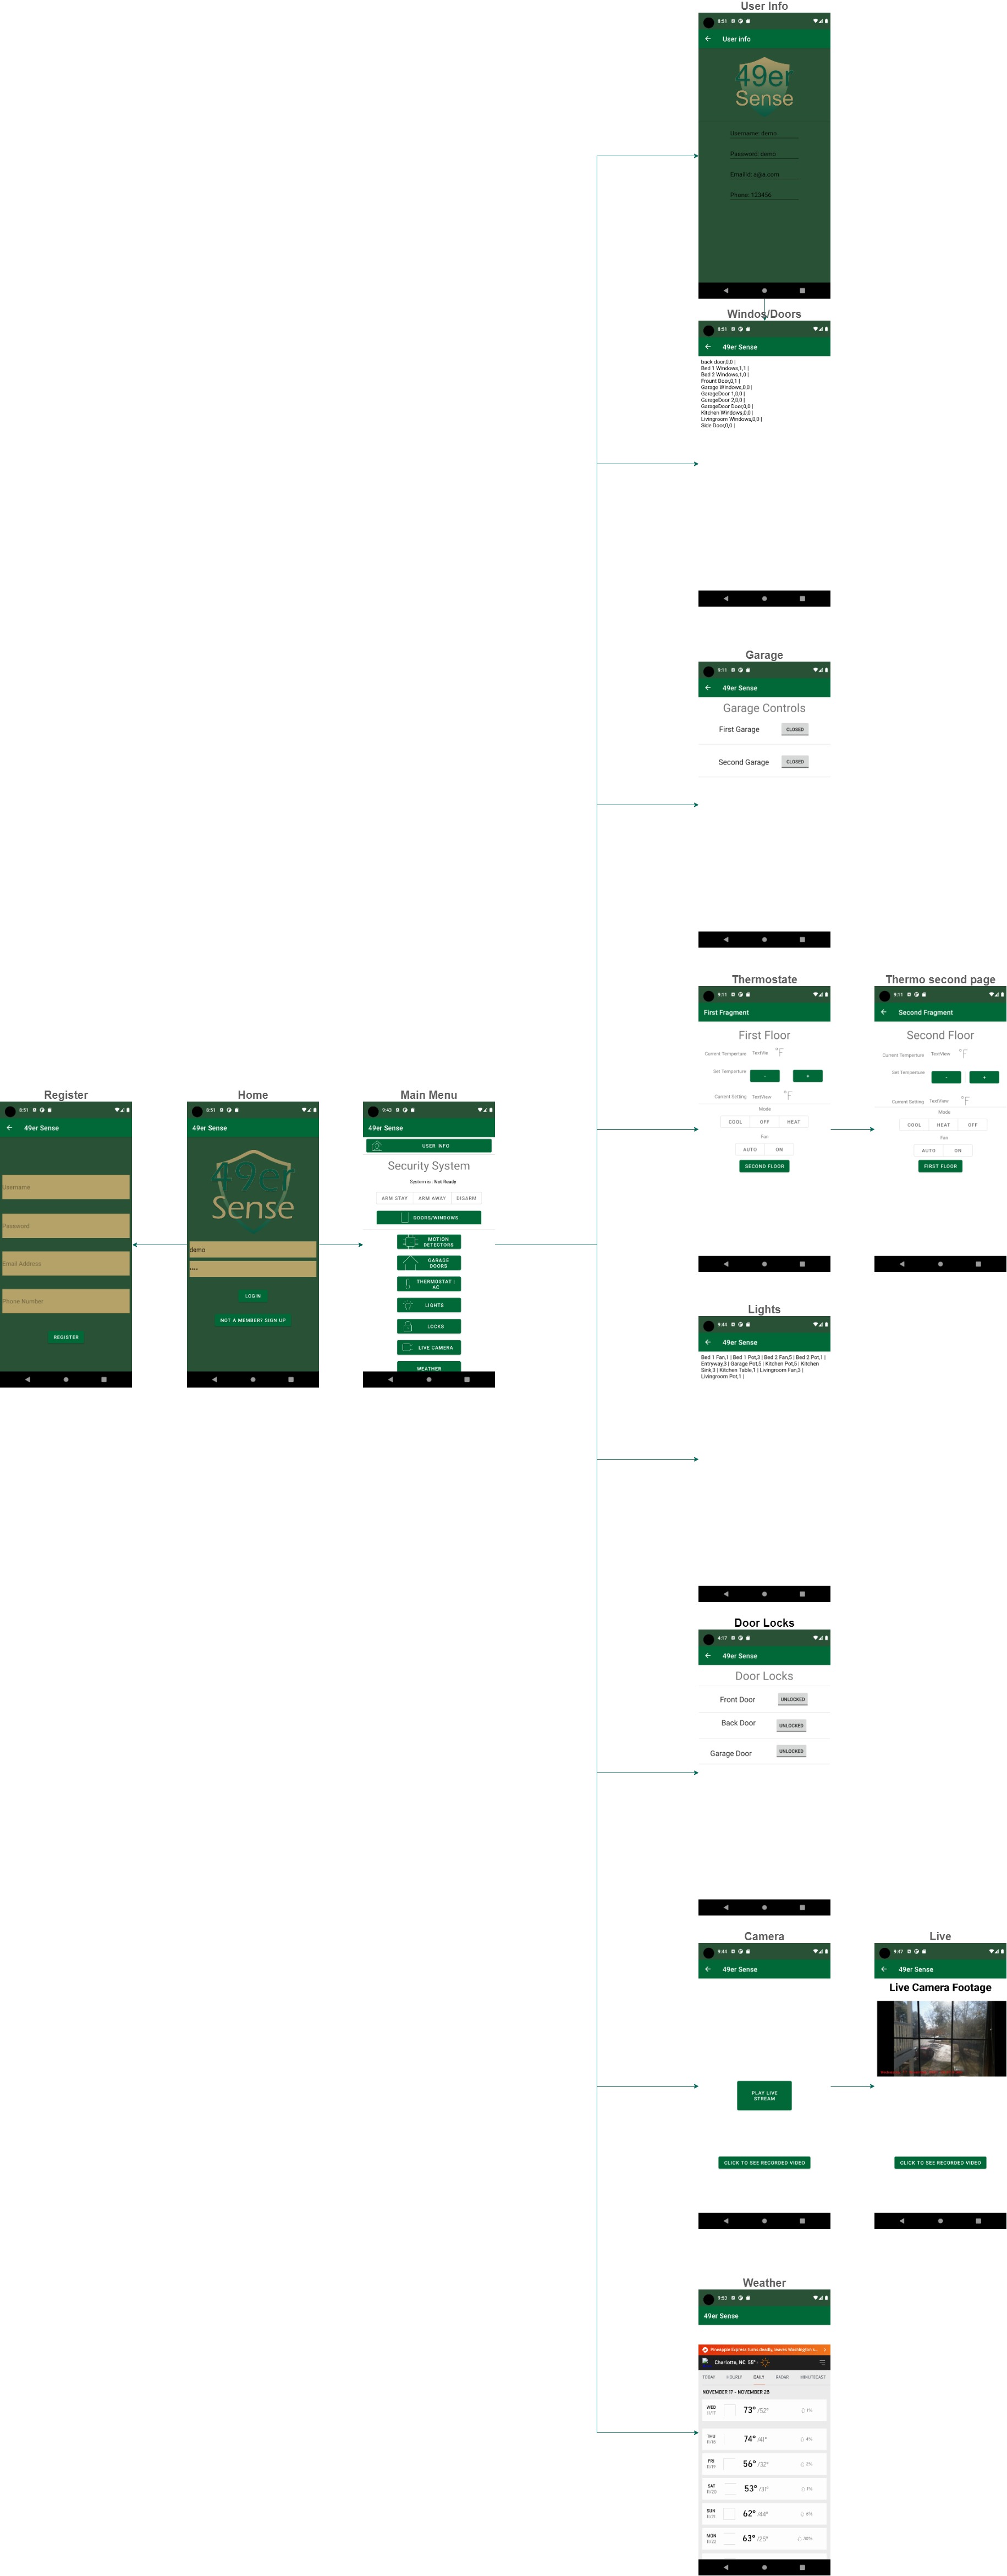 User Info
8:51
User info
49er
Sense
Username: demo
Password: demo
EmailId: a@a.com
Phone: 123456
Windos/Doors
8:51
49er Sense
back door,0,0 |
Bed 1 Windows,1,1 |
Bed 2 Windows,1,0 |
Frount Door,0,1 |
Garage Windows,0,0 |
GarageDoor 1,0,0 |
GarageDoor 2,0,0 |
GarageDoor Door,0,0 |
Kitchen Windows,0,0 |
Livingroom Windows,0,0 |
Side Door,0,0 |
Garage
9:11
49er Sense
Garage Controls
First Garage CLOSED
Second Garage CLOSED
Thermostate
9:11
First Fragment
First Floor
Current Temperture TextVie °F
Set Temperture - +
Current Setting TextView °F
Mode
COOL OFF HEAT
Fan
AUTO ON
SECOND FLOOR
Thermo second page
9:11
Second Fragment
Second Floor
Current Temperture TextView °F
Set Temperture - +
Current Setting TextView °F
Mode
COOL HEAT OFF
Fan
AUTO ON
FIRST FLOOR
Register
8:51
49er Sense
Username
Password
Email Address
Phone Number
REGISTER
Home
8:51
49er Sense
49er
Sense
demo
LOGIN
NOT A MEMBER? SIGN UP
Main Menu
9:42
49er Sense
USER INFO
Security System
System is : Not Ready
ARM STAY ARM AWAY DISARM
DOORS/WINDOWS
MOTION
DETECTORS
GARAGE
DOORS
THERMOSTAT |
AC
LIGHTS
LOCKS
LIVE CAMERA
WEATHER
Lights
9:44
49er Sense
Bed 1 Fan,1 | Bed 1 Pot,3 | Bed 2 Fan,5 | Bed 2 Pot,1 |
Entryway,3 | Garage Pot,5 | Kitchen Pot,5 | Kitchen
Sink,3 | Kitchen Table,1 | Livingroom Fan,3 |
Livingroom Pot,1 |
Door Locks
4:17
49er Sense
Door Locks
Front Door UNLOCKED
Back Door UNLOCKED
Garage Door UNLOCKED
Camera
9:44
49er Sense
PLAY LIVE
STREAM
CLICK TO SEE RECORDED VIDEO
Live
9:47
49er Sense
Live Camera Footage
CLICK TO SEE RECORDED VIDEO
Weather
9:53
49er Sense
Pineapple Express turns deadly, leaves Washington c...
Charlotte, NC 55°
TODAY HOURLY DAILY RADAR MINUTECAST
NOVEMBER 17 - NOVEMBER 28
WED 73° /52° 1%
11/17
THU 74° /41° 4%
11/18
FRI 56° /32° 2%
11/19
SAT 53° /31° 1%
11/20
SUN 62° /44° 6%
11/21
MON 63° /25° 30%
11/22